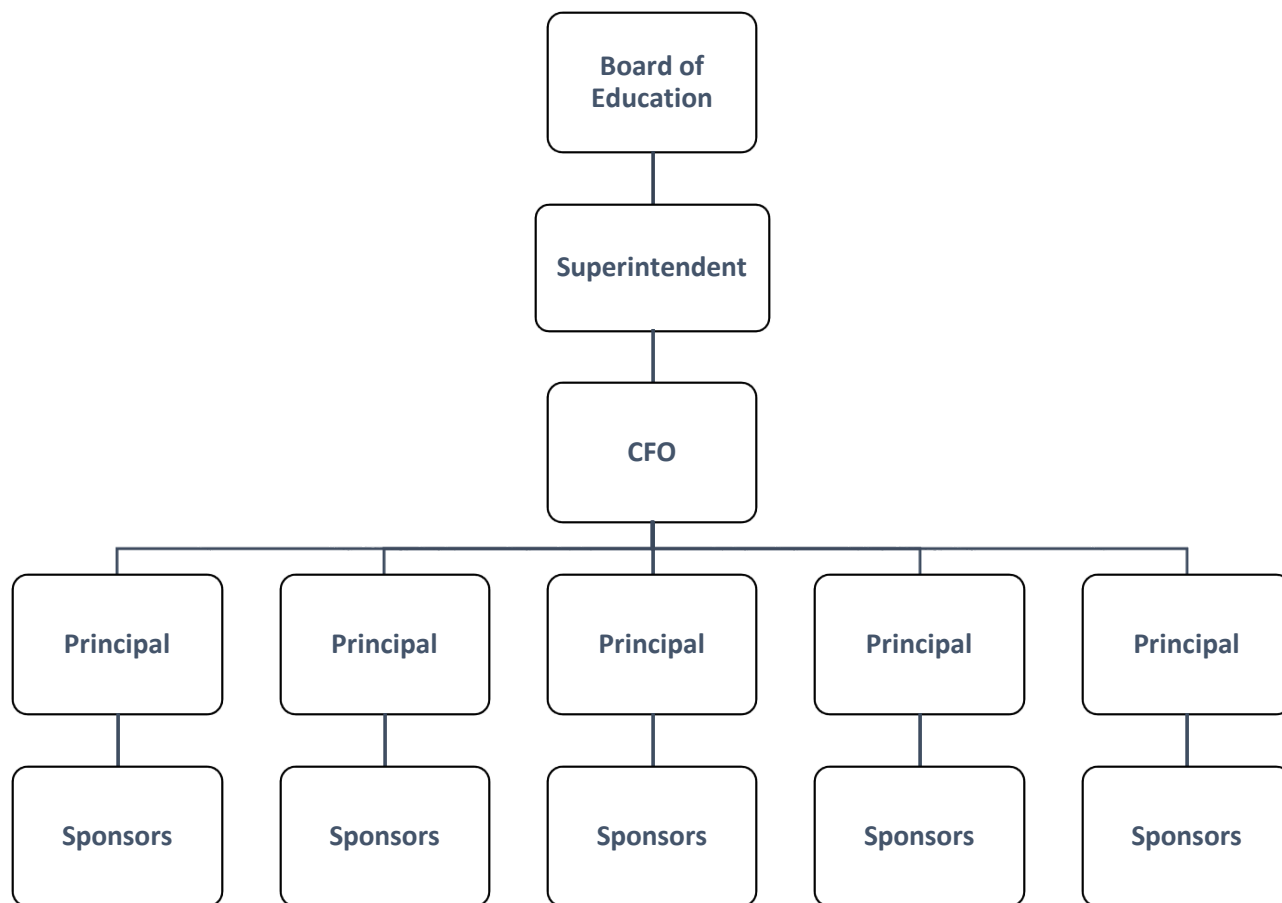 Board of
Education
Superintendent
CFO
Principal
Principal
Principal
Principal
Principal
Sponsors
Sponsors
Sponsors
Sponsors
Sponsors